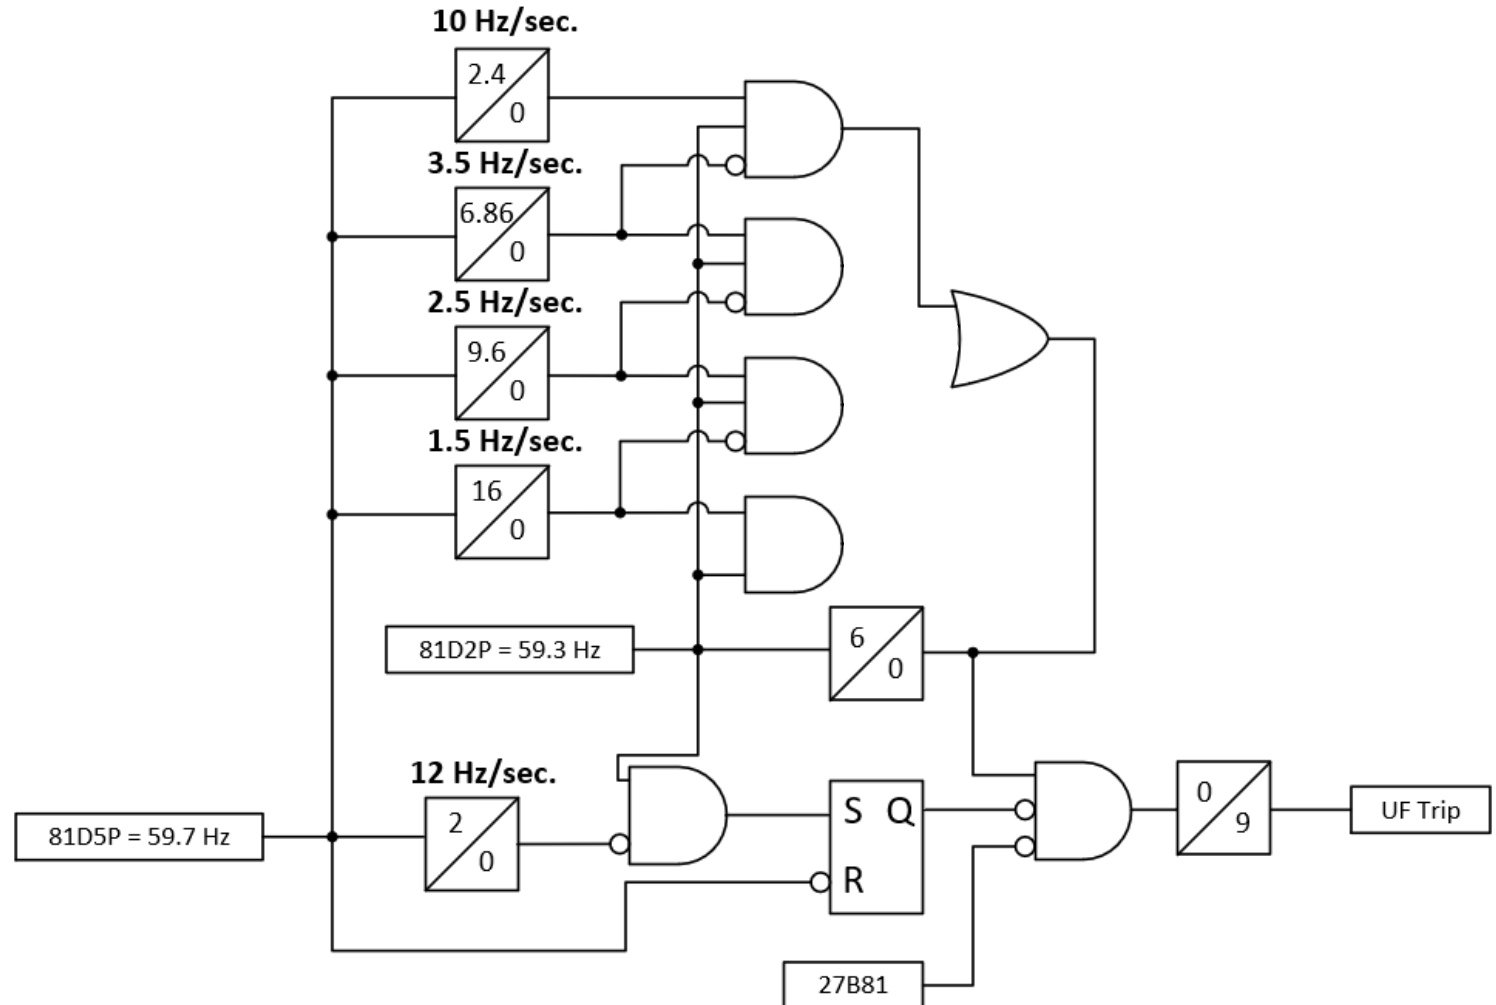 10 Hz/sec.
2.4
0
3.5 Hz/sec.
6.86
0
2.5 Hz/sec.
9.6
0
1.5 Hz/sec.
16
0
81D2P = 59.3 Hz
6
0
12 Hz/sec.
81D5P = 59.7 Hz
2
0
S Q
R
0
9
UF Trip
27B81